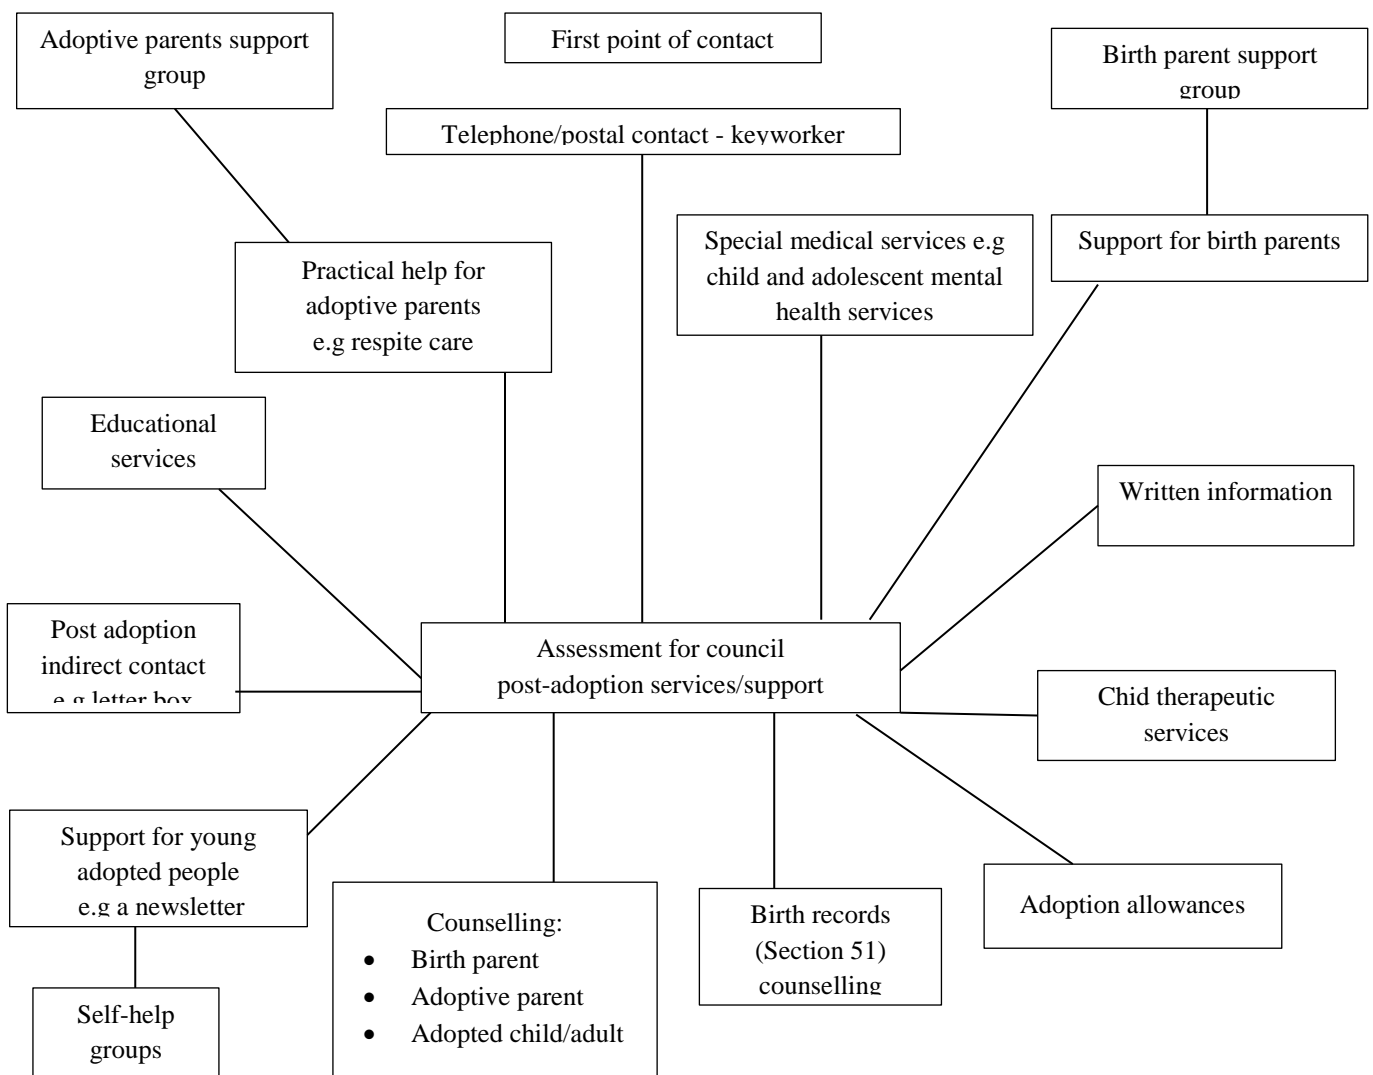 Adoptive parents support
group
First point of contact
Birth parent support
group
Telephone/postal contact - keyworker
Special medical services e.g
child and adolescent mental
health services
Support for birth parents
Practical help for
adoptive parents
e.g respite care
Educational
services
Written information
Post adoption
indirect contact
e.g letter box
Assessment for council
post-adoption services/support
Chid therapeutic
services
Support for young
adopted people
e.g a newsletter
Counselling:
• Birth parent
• Adoptive parent
• Adopted child/adult
Birth records
(Section 51)
counselling
Adoption allowances
Self-help
groups